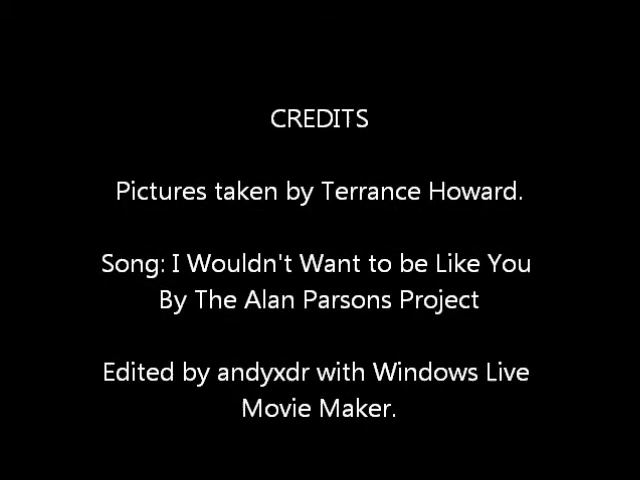 CREDITS
Pictures taken by Terrance Howard.
Song: I Wouldn't Want to be Like You
By The Alan Parsons Project
Edited by andyxdr with Windows Live
Movie Maker.